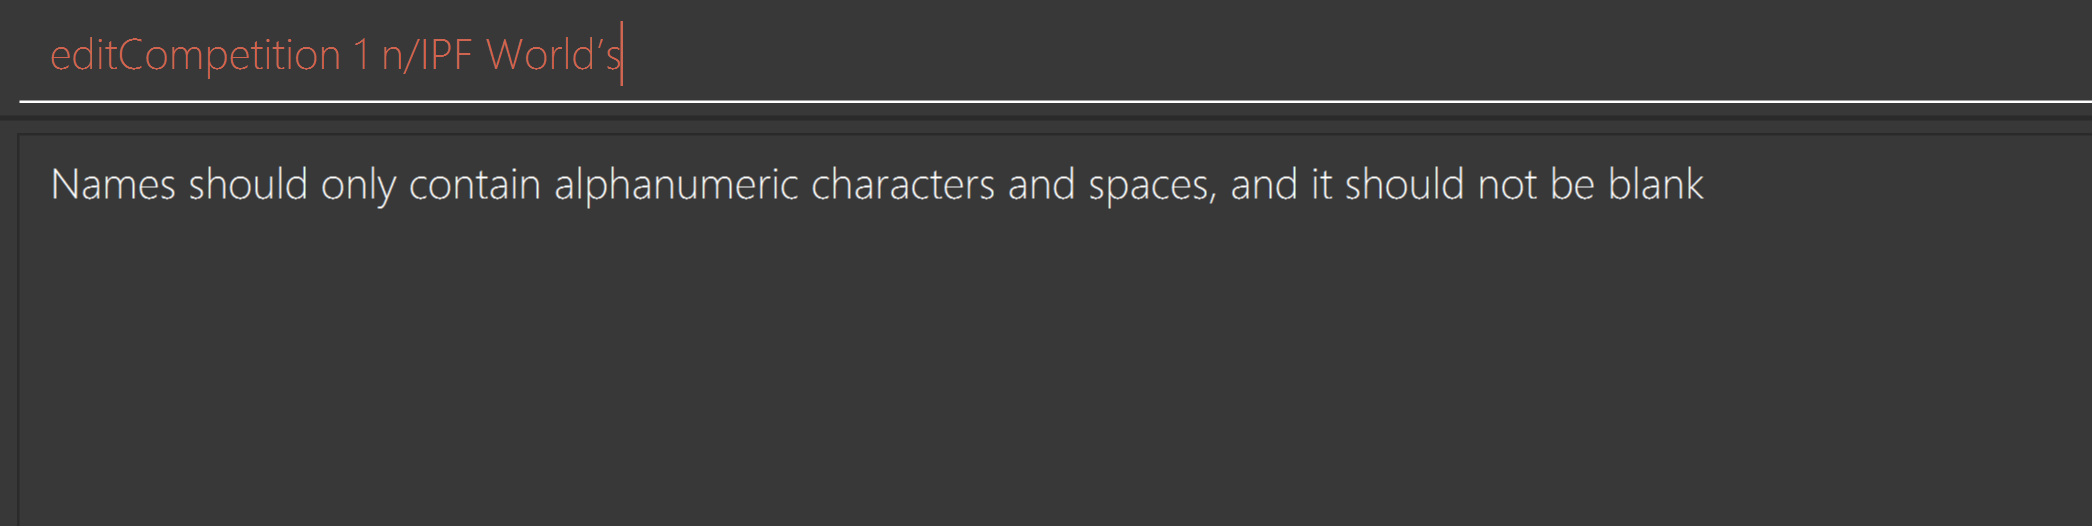 editCompetition 1 n/IPF World’s
Names should only contain alphanumeric characters and spaces, and it should not be blank